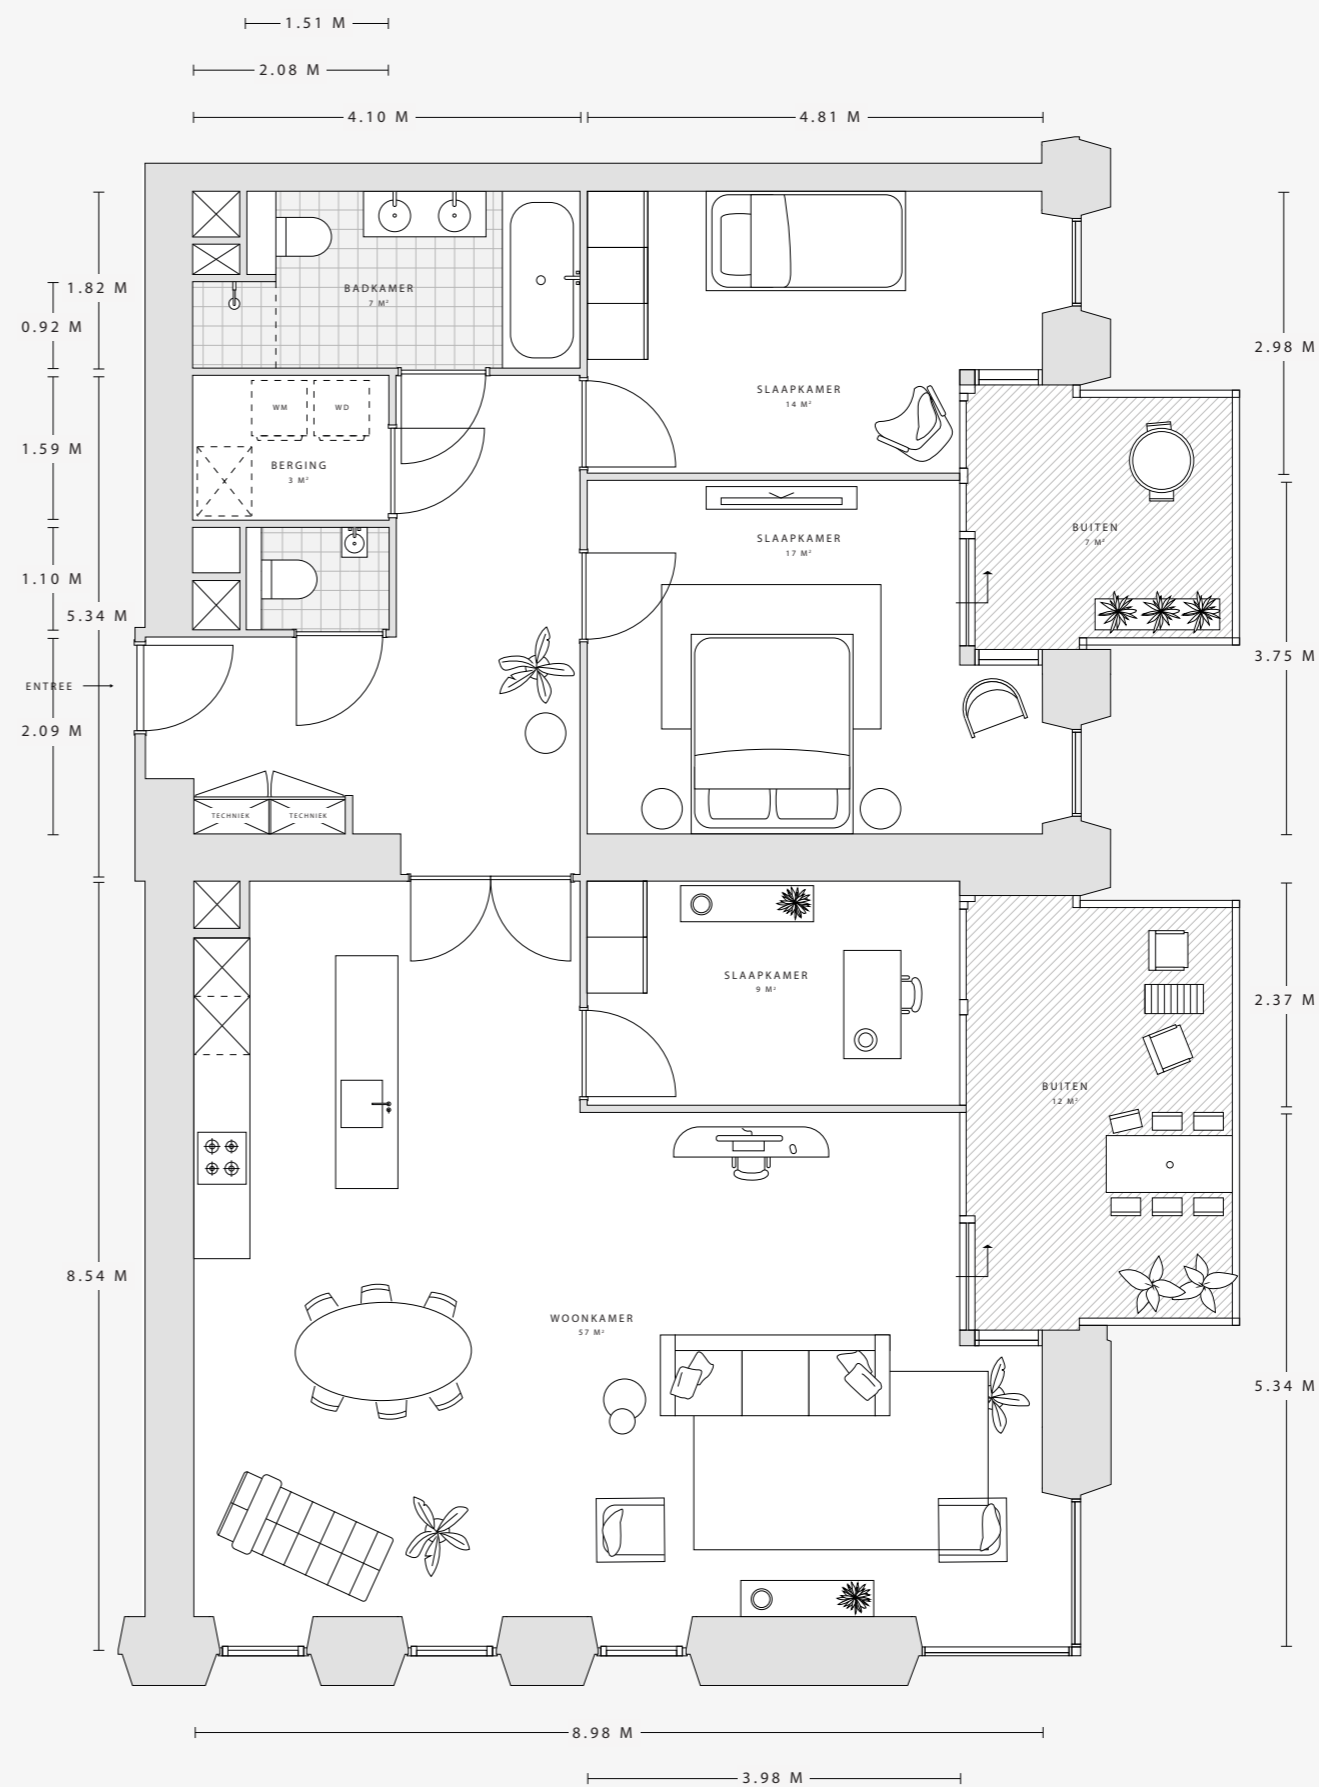 1.51 M
2.08 M
4.10 M
4.81 M
1.82 M
0.92 M
2.98 M
BADKAMER
7 M²
SLAAPKAMER
14 M²
WM
WD
BERGING
3 M²
1.59 M
SLAAPKAMER
17 M²
BUITEN
7 M²
1.10 M
5.34 M
3.75 M
ENTREE
2.09 M
TECHNIEK
TECHNIEK
SLAAPKAMER
9 M²
2.37 M
BUITEN
12 M²
8.54 M
WOONKAMER
57 M²
5.34 M
8.98 M
3.98 M